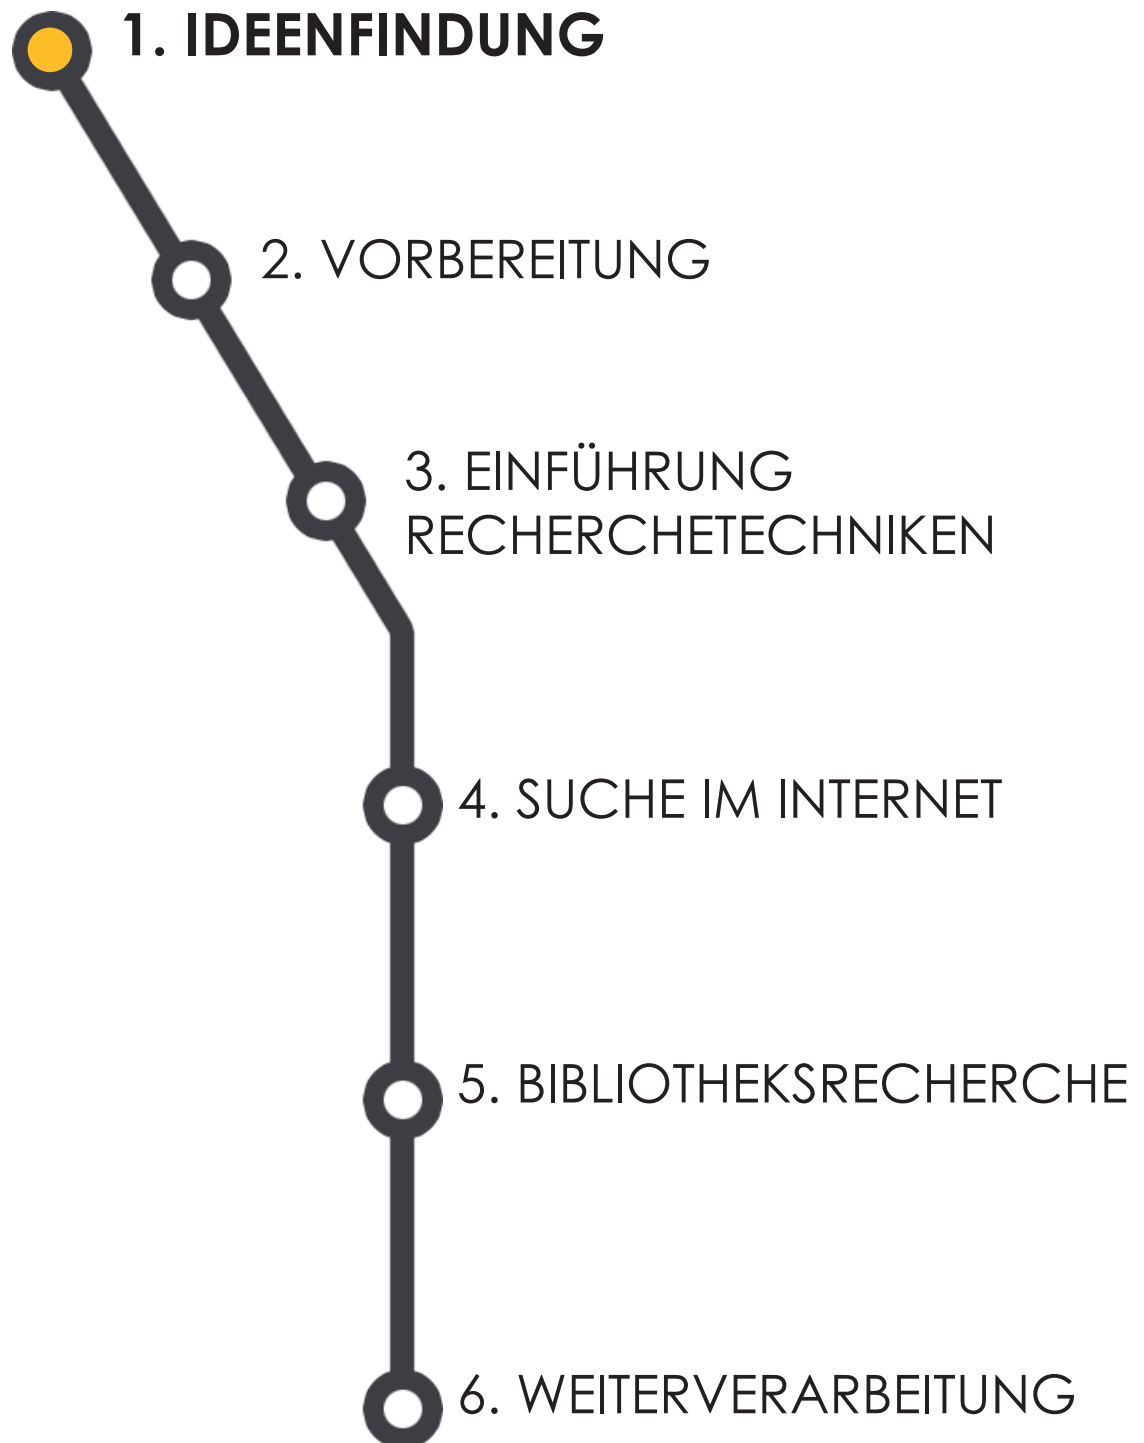 1. IDEENFINDUNG
2. VORBEREITUNG
3. EINFÜHRUNG
RECHERCHETECHNIKEN
4. SUCHE IM INTERNET
5. BIBLIOTHEKSRECHERCHE
6. WEITERVERARBEITUNG